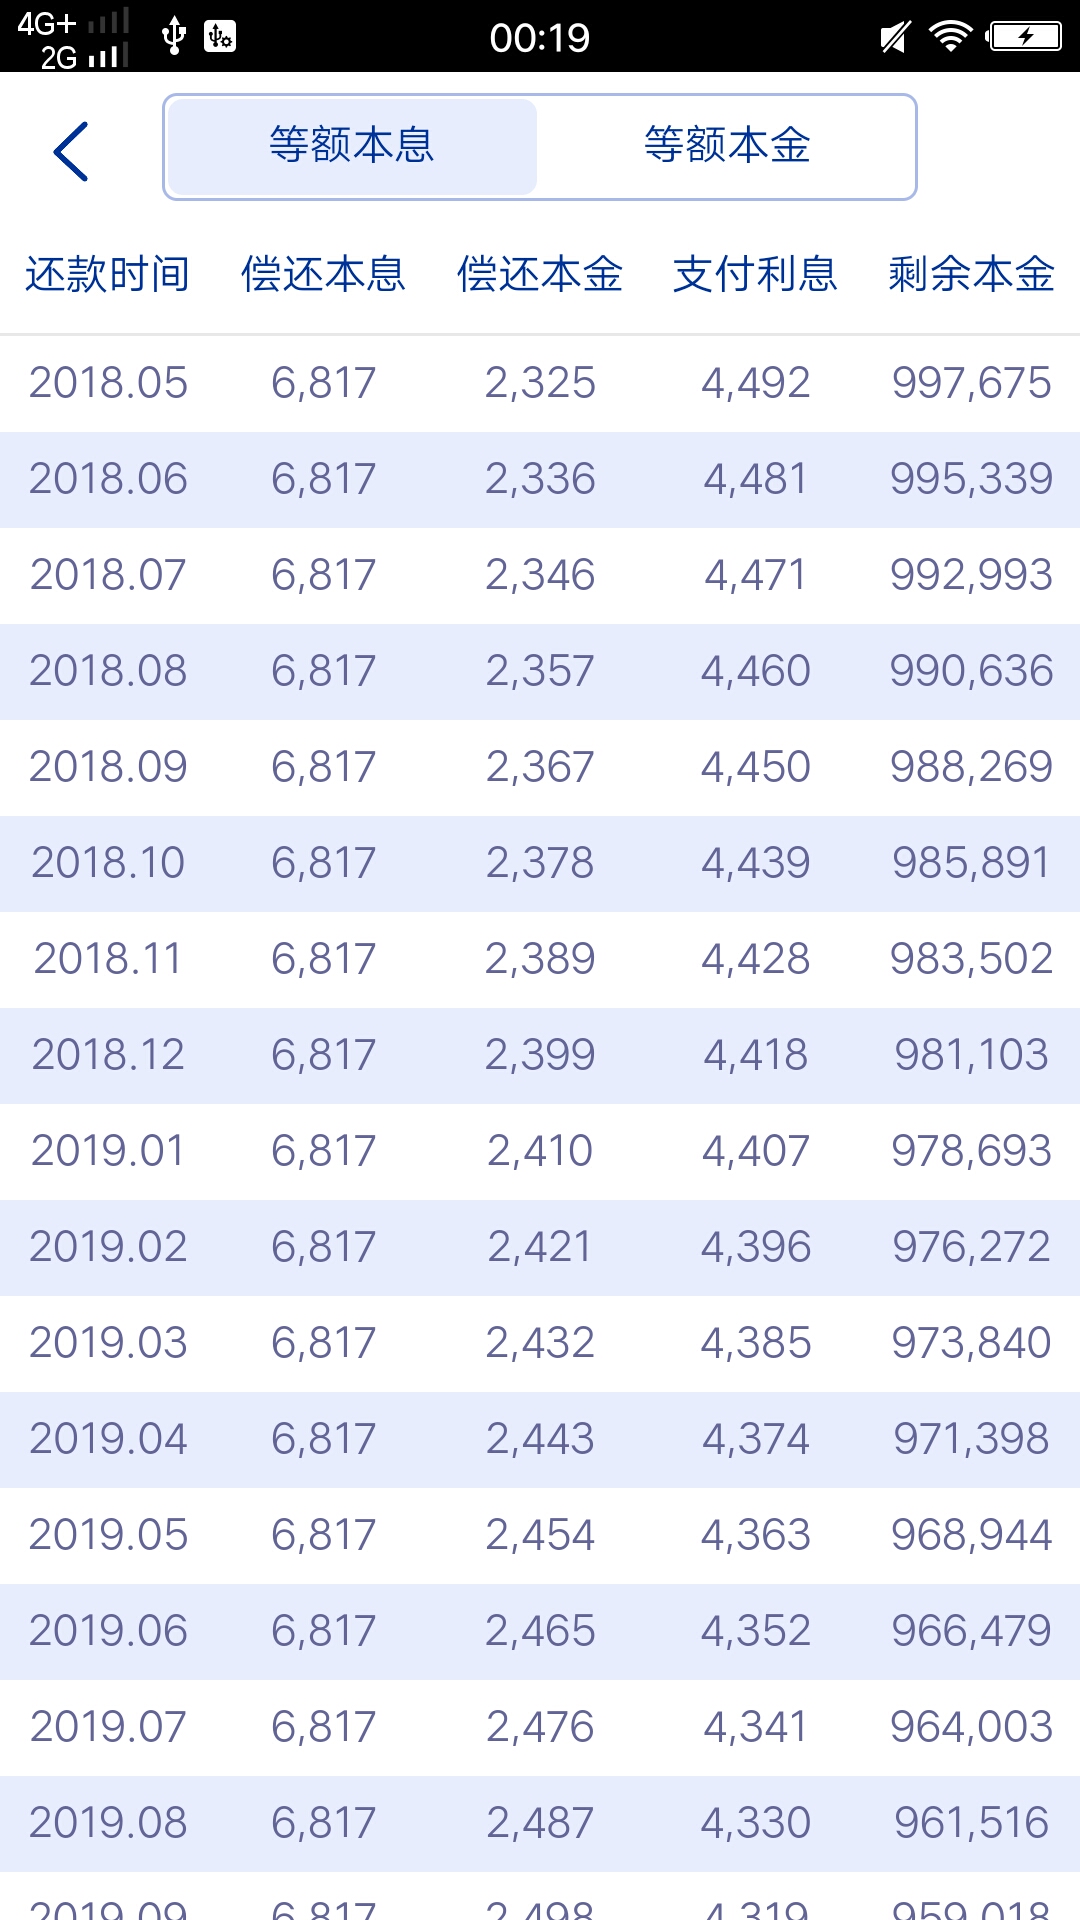 4G+ 2G 00:19
等额本息 等额本金
还款时间 偿还本息 偿还本金 支付利息 剩余本金
2018.05 6,817 2,325 4,492 997,675
2018.06 6,817 2,336 4,481 995,339
2018.07 6,817 2,346 4,471 992,993
2018.08 6,817 2,357 4,460 990,636
2018.09 6,817 2,367 4,450 988,269
2018.10 6,817 2,378 4,439 985,891
2018.11 6,817 2,389 4,428 983,502
2018.12 6,817 2,399 4,418 981,103
2019.01 6,817 2,410 4,407 978,693
2019.02 6,817 2,421 4,396 976,272
2019.03 6,817 2,432 4,385 973,840
2019.04 6,817 2,443 4,374 971,398
2019.05 6,817 2,454 4,363 968,944
2019.06 6,817 2,465 4,352 966,479
2019.07 6,817 2,476 4,341 964,003
2019.08 6,817 2,487 4,330 961,516
2019.09 6,817 2,498 4,319 959,018